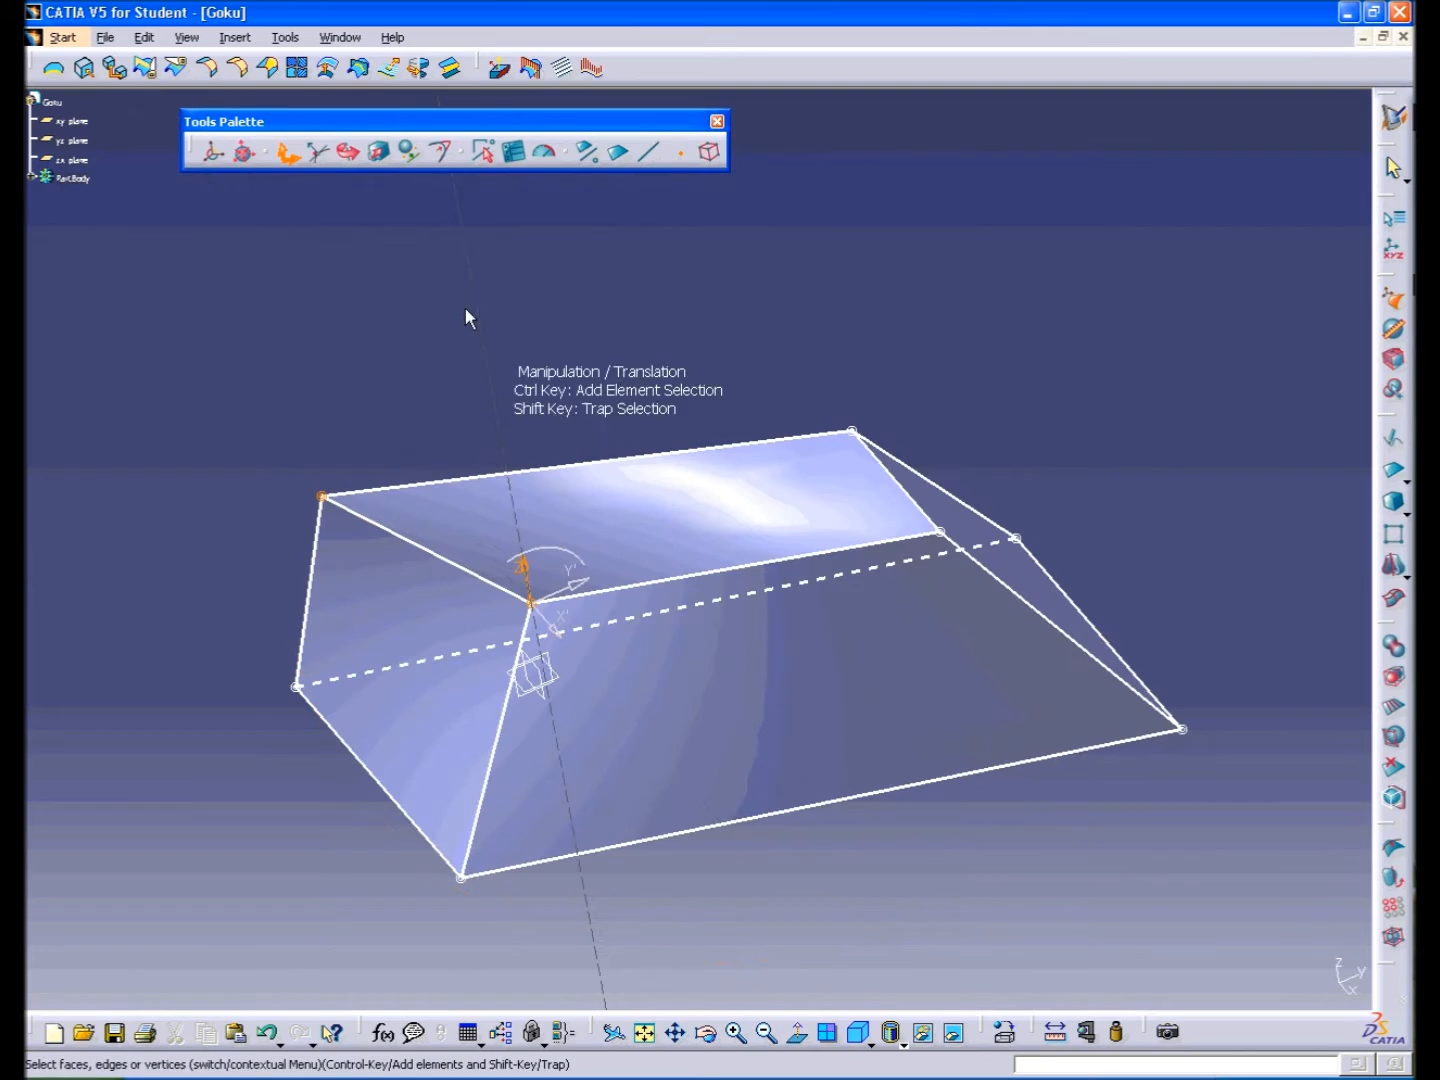 CATIA V5 for Student - [Goku]
Start File Edit View Insert Tools Window Help
Goku
xy plane
yz plane
zx plane
PartBody
Tools Palette
Manipulation / Translation
Ctrl Key: Add Element Selection
Shift Key: Trap Selection
Y'
X'
XYZ
z
y
x
f(x)
CATIA
Select faces, edges or vertices (switch/contextual Menu)(Control-Key/Add elements and Shift-Key/Trap)